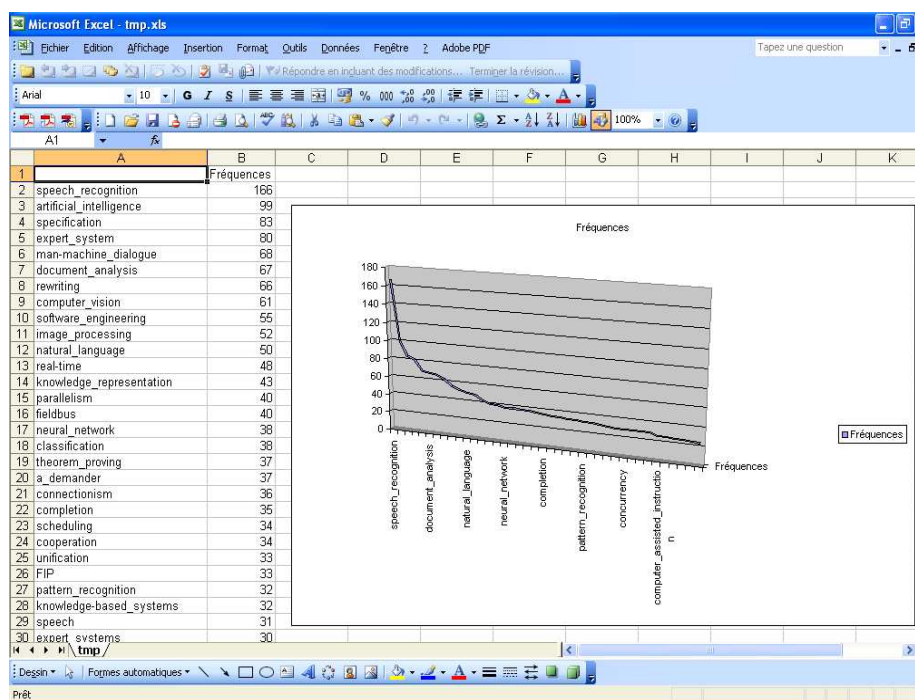 Microsoft Excel - tmp.xls
Fichier Edition Affichage Insertion Format Outils Données Fenêtre ? Adobe PDF Tapez une question
Répondre en incluant des modifications... Terminer la révision...
Arial 10 G I S % 000
100%
A1 fx
A B C D E F G H I J K
1 Fréquences
2 speech_recognition 166
3 artificial_intelligence 99
4 specification 83
5 expert_system 80
6 man-machine_dialogue 68
7 document_analysis 67
8 rewriting 66
9 computer_vision 61
10 software_engineering 55
11 image_processing 52
12 natural_language 50
13 real-time 48
14 knowledge_representation 43
15 parallelism 40
16 fieldbus 40
17 neural_network 38
18 classification 38
19 theorem_proving 37
20 a_demander 37
21 connectionism 36
22 completion 35
23 scheduling 34
24 cooperation 34
25 unification 33
26 FIP 33
27 pattern_recognition 32
28 knowledge-based_systems 32
29 speech 31
30 expert_systems 30
Fréquences
180
160
140
120
100
80
60
40
20
0
speech_recognition
document_analysis
natural_language
neural_network
completion
pattern_recognition
concurrency
computer_assisted_instructio
n
Fréquences
Fréquences
tmp
Dessin Formes automatiques
Prêt